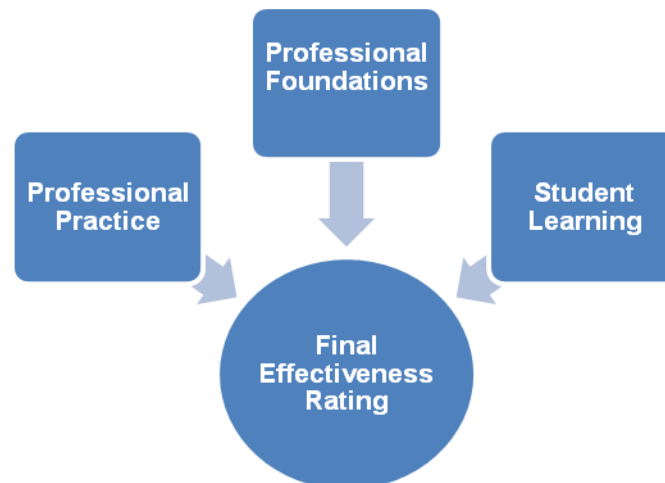 Professional
Foundations
Professional
Practice
Student
Learning
Final
Effectiveness
Rating